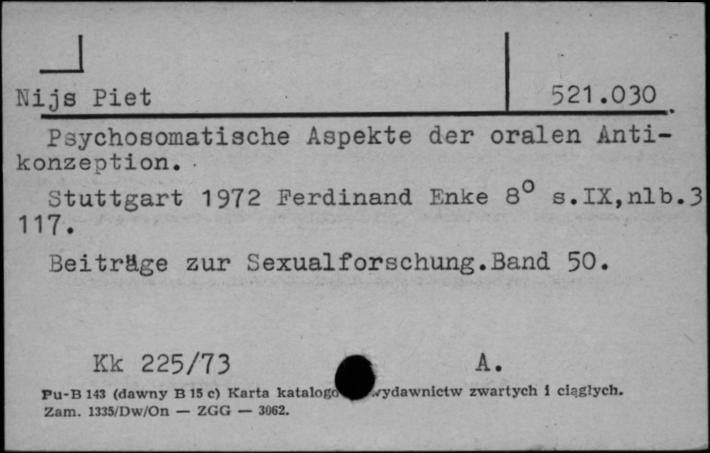 Nijs Piet 521.030
Psychosomatische Aspekte der oralen Anti-
konzeption.
Stuttgart 1972 Ferdinand Enke 8° s.IX,nlb.3
117.
Beiträge zur Sexualforschung.Band 50.
Kk 225/73 A.
Pu-B 143 (dawny B 15 c) Karta katalogo wydawnictw zwartych i ciągłych.
Zam. 1335/Dw/On — ZGG — 3062.